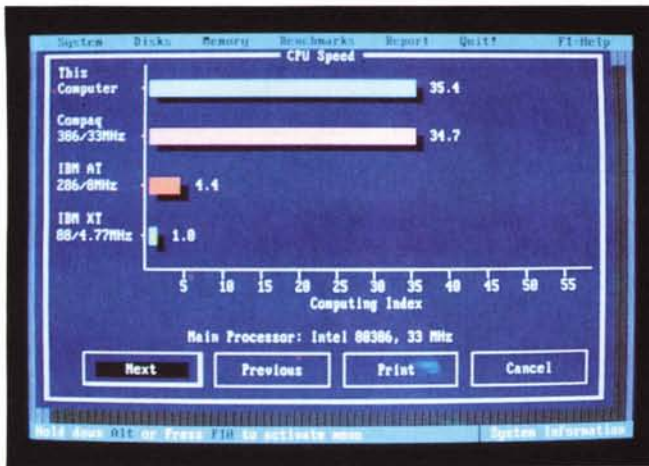 System Disks Memory Benchmarks Report Quit! F1=Help
CPU Speed
This
Computer
35.4
Compaq
386/33MHz
34.7
IBM AT
286/8MHz
4.4
IBM XT
88/4.77MHz
1.0
5 10 15 20 25 30 35 40 45 50 55
Computing Index
Main Processor: Intel 80386, 33 MHz
Next Previous Print Cancel
Hold down Alt or Press F10 to activate menu System Information